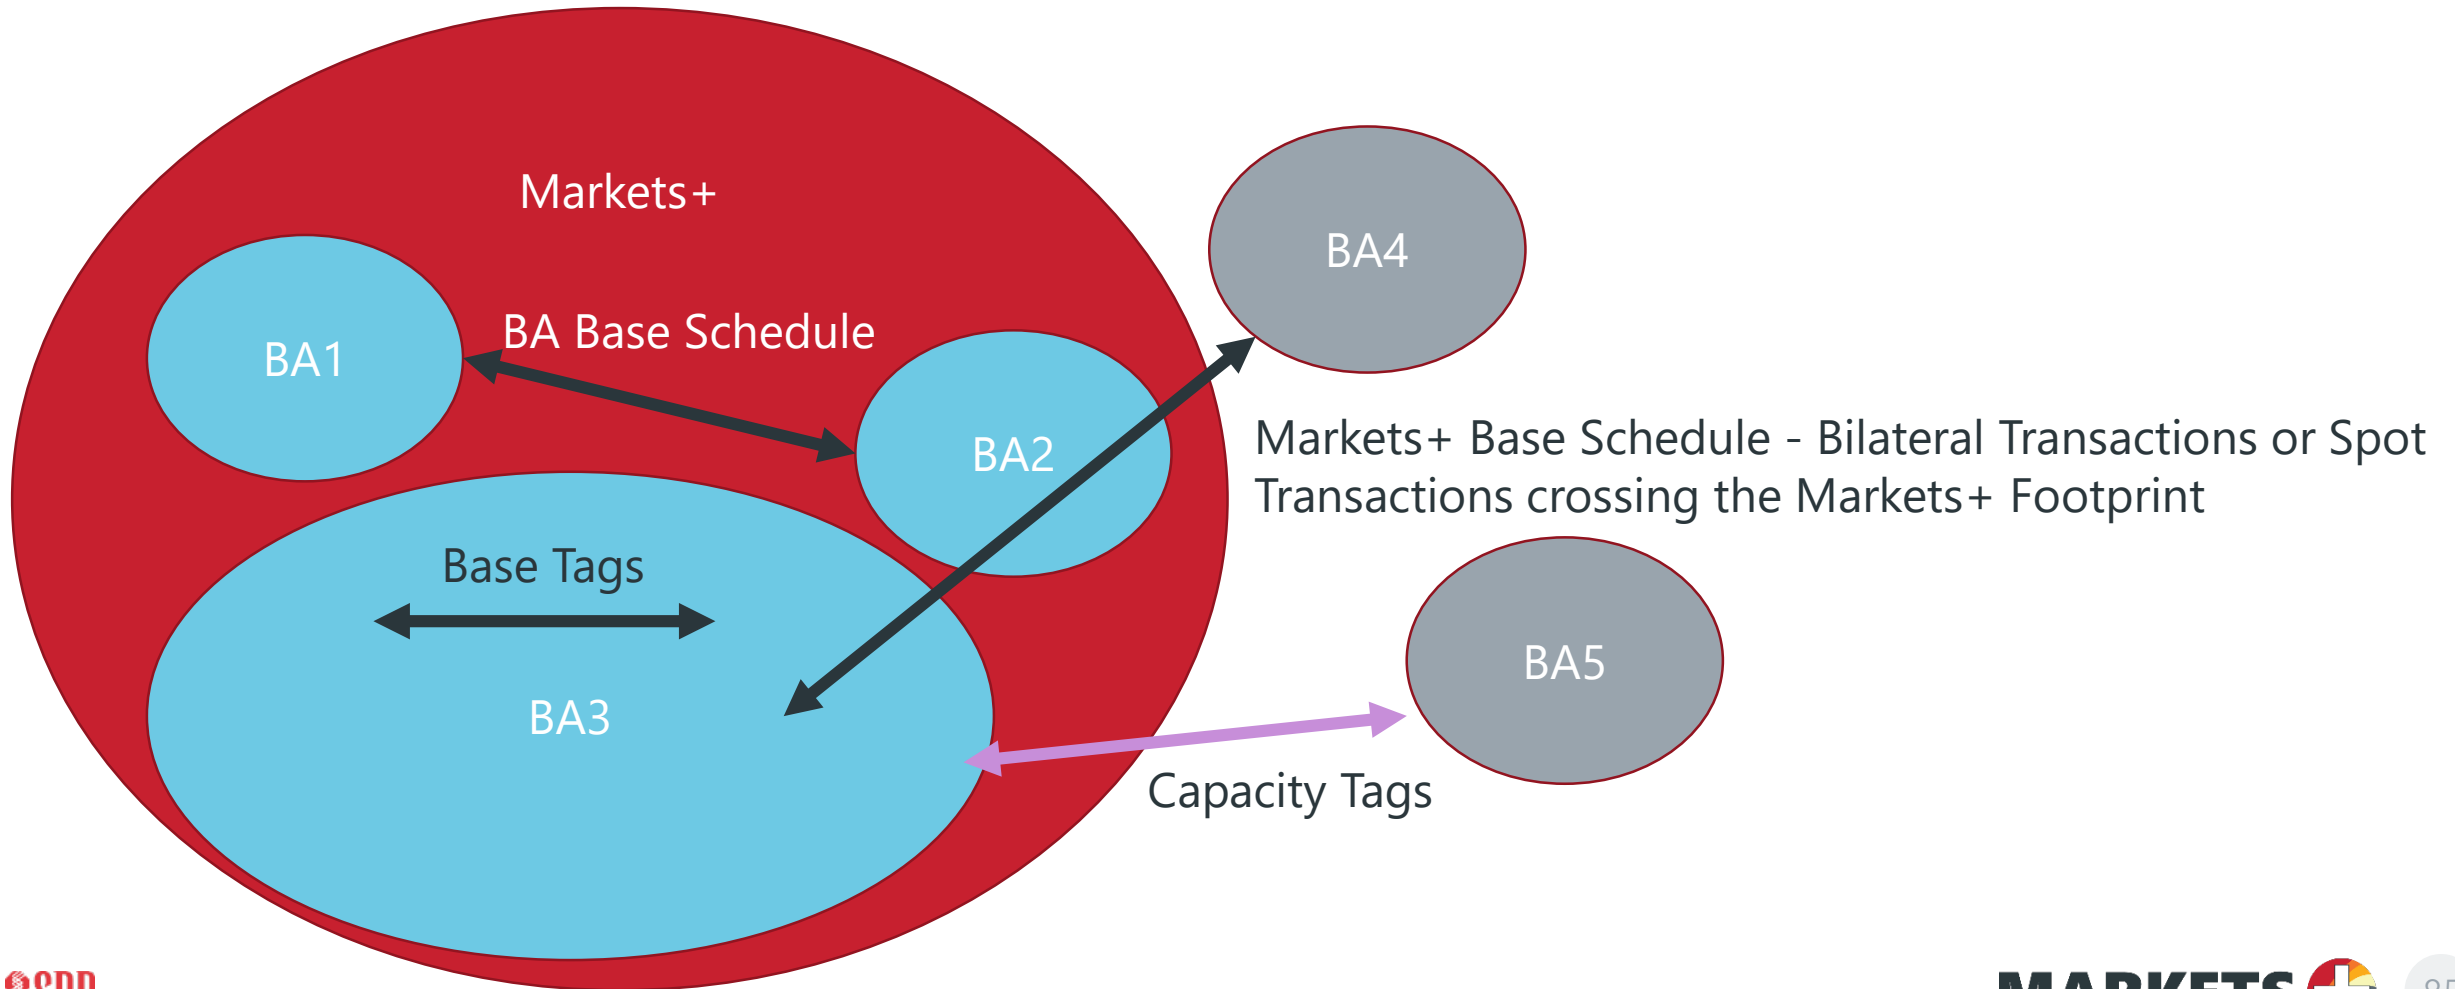 Markets+
BA4
BA Base Schedule
BA1
BA2
Markets+ Base Schedule - Bilateral Transactions or Spot
Transactions crossing the Markets+ Footprint
Base Tags
BA5
BA3
Capacity Tags
MARKETS